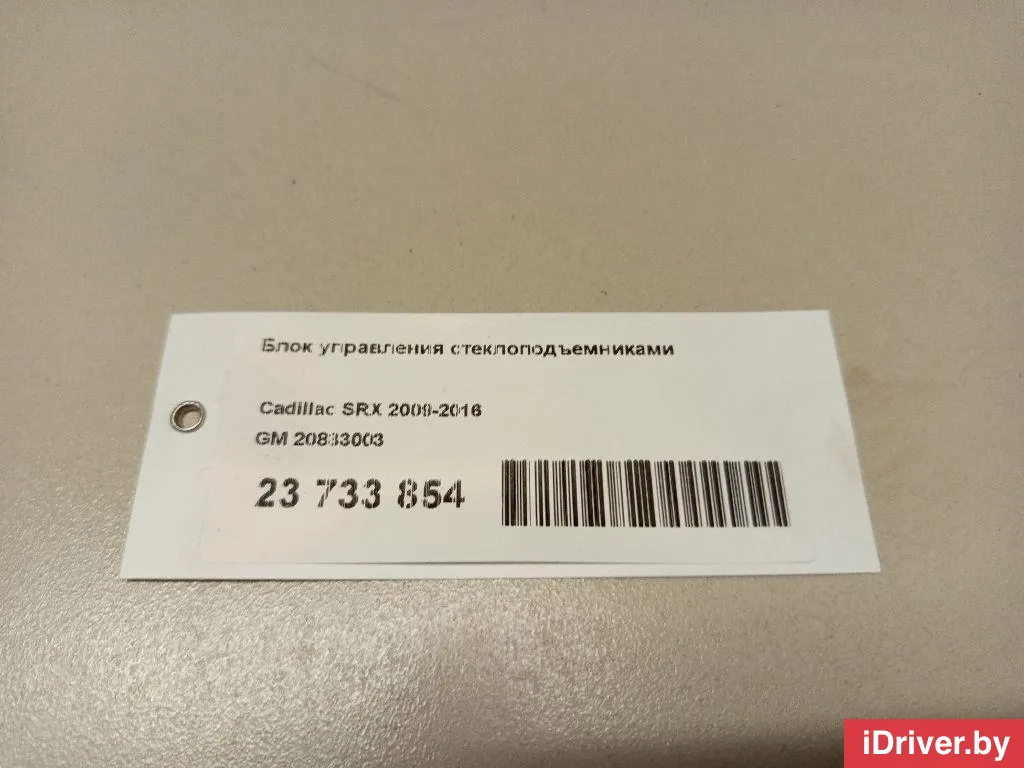 Блок управления стеклоподъемниками
Cadillac SRX 2009-2016
GM 20833003
23 733 854
iDriver.by